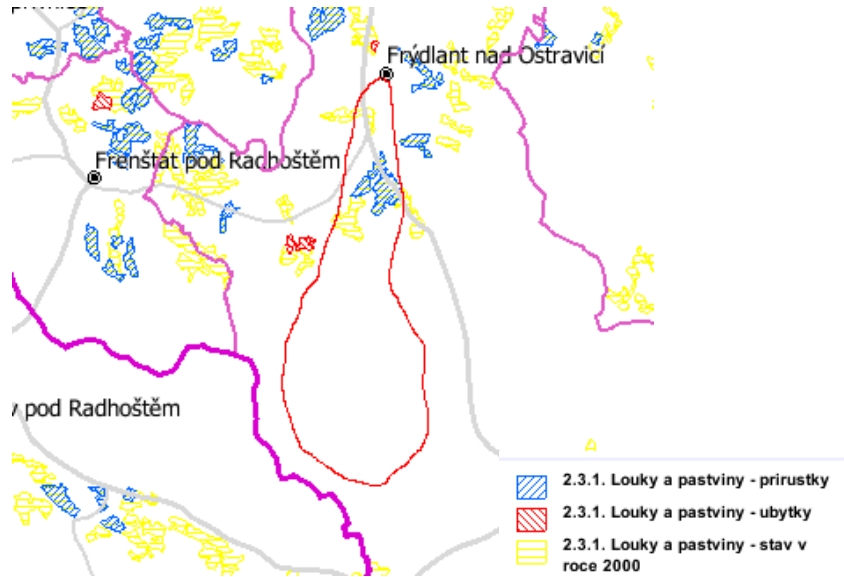 Frýdlant nad Ostravicí
Frenštát pod Radhoštěm
pod Radhoštěm
2.3.1. Louky a pastviny - prirustky
2.3.1. Louky a pastviny - ubytky
2.3.1. Louky a pastviny - stav v
roce 2000